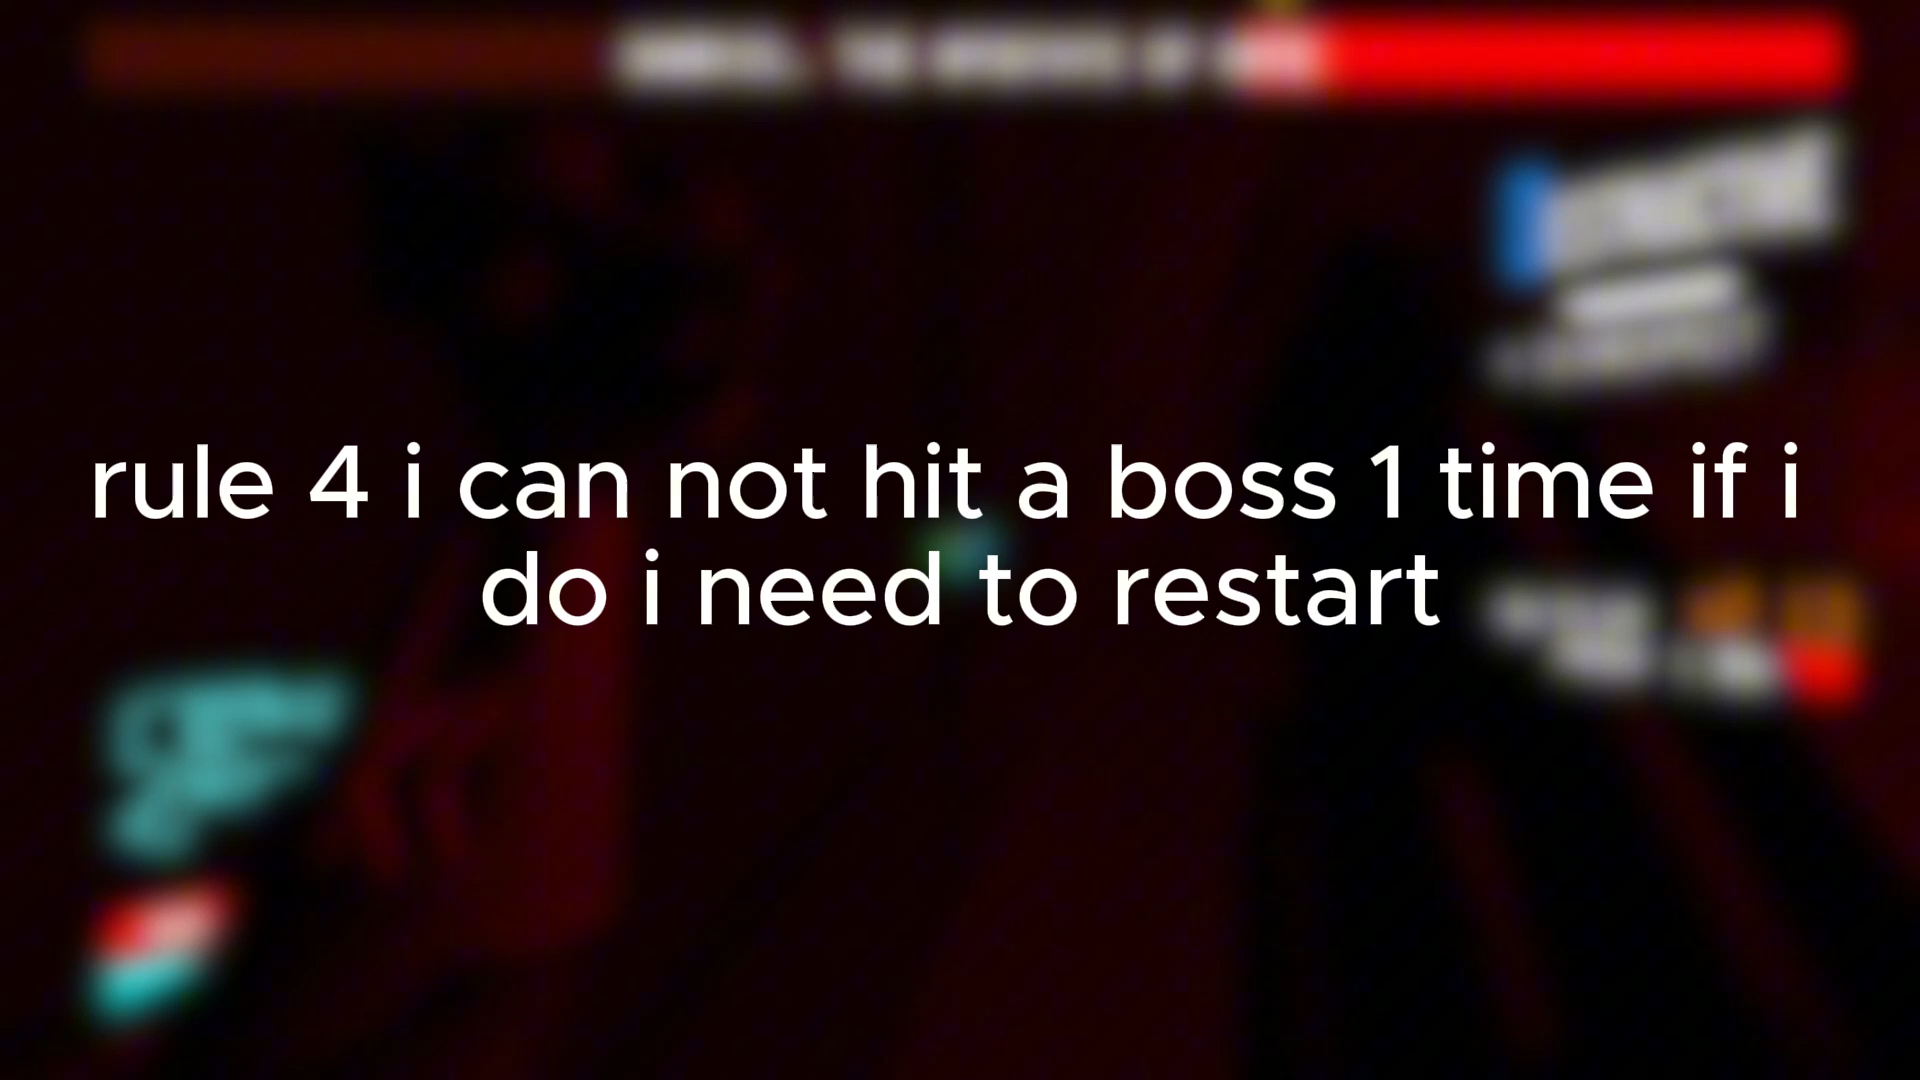 rule 4 i can not hit a boss 1 time if i
do i need to restart